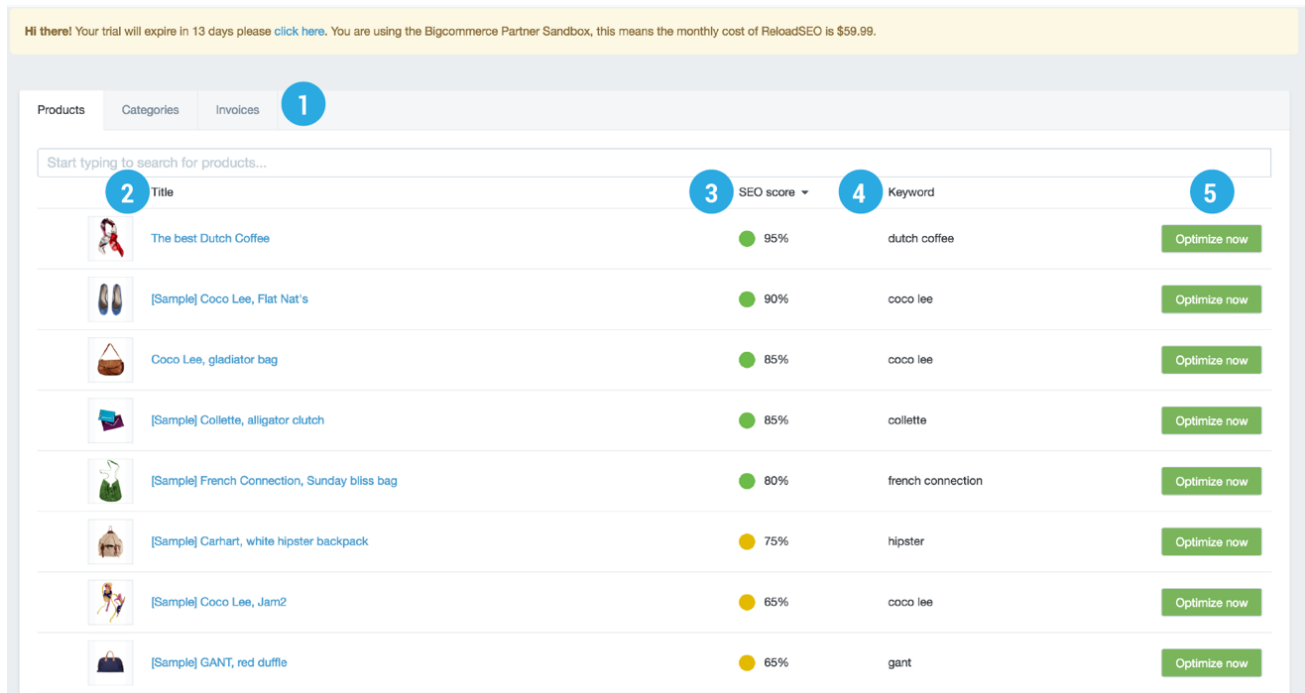 Hi there! Your trial will expire in 13 days please click here. You are using the Bigcommerce Partner Sandbox, this means the monthly cost of ReloadSEO is $59.99.
Products Categories Invoices 1
Start typing to search for products...
2 Title 3 SEO score 4 Keyword 5
The best Dutch Coffee 95% dutch coffee Optimize now
[Sample] Coco Lee, Flat Nat's 90% coco lee Optimize now
Coco Lee, gladiator bag 85% coco lee Optimize now
[Sample] Collette, alligator clutch 85% collette Optimize now
[Sample] French Connection, Sunday bliss bag 80% french connection Optimize now
[Sample] Carhart, white hipster backpack 75% hipster Optimize now
[Sample] Coco Lee, Jam2 65% coco lee Optimize now
[Sample] GANT, red duffle 65% gant Optimize now